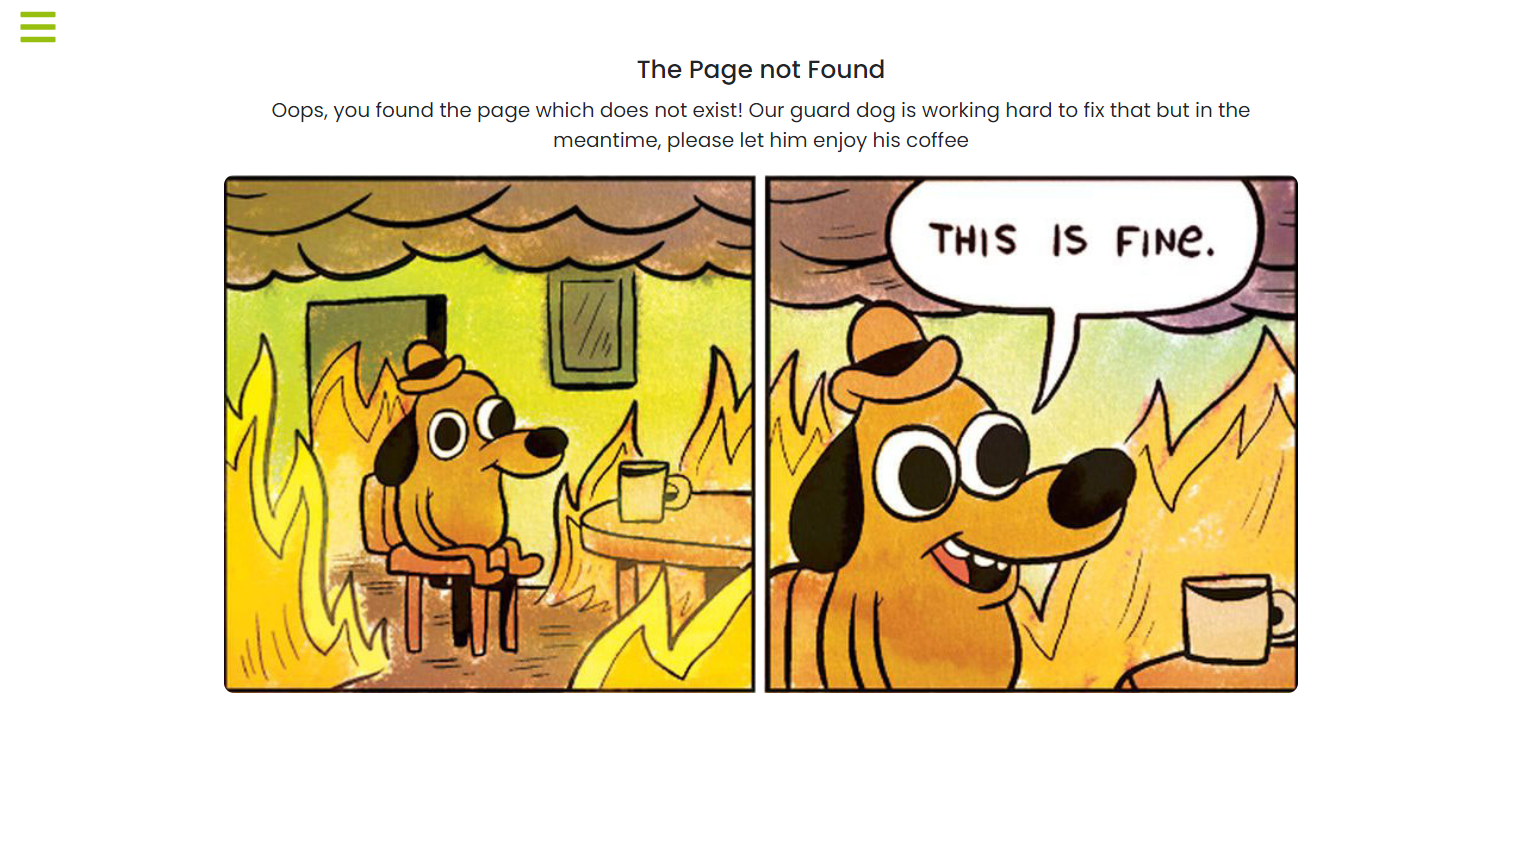 The Page not Found
Oops, you found the page which does not exist! Our guard dog is working hard to fix that but in the
meantime, please let him enjoy his coffee
THIS IS FINe.